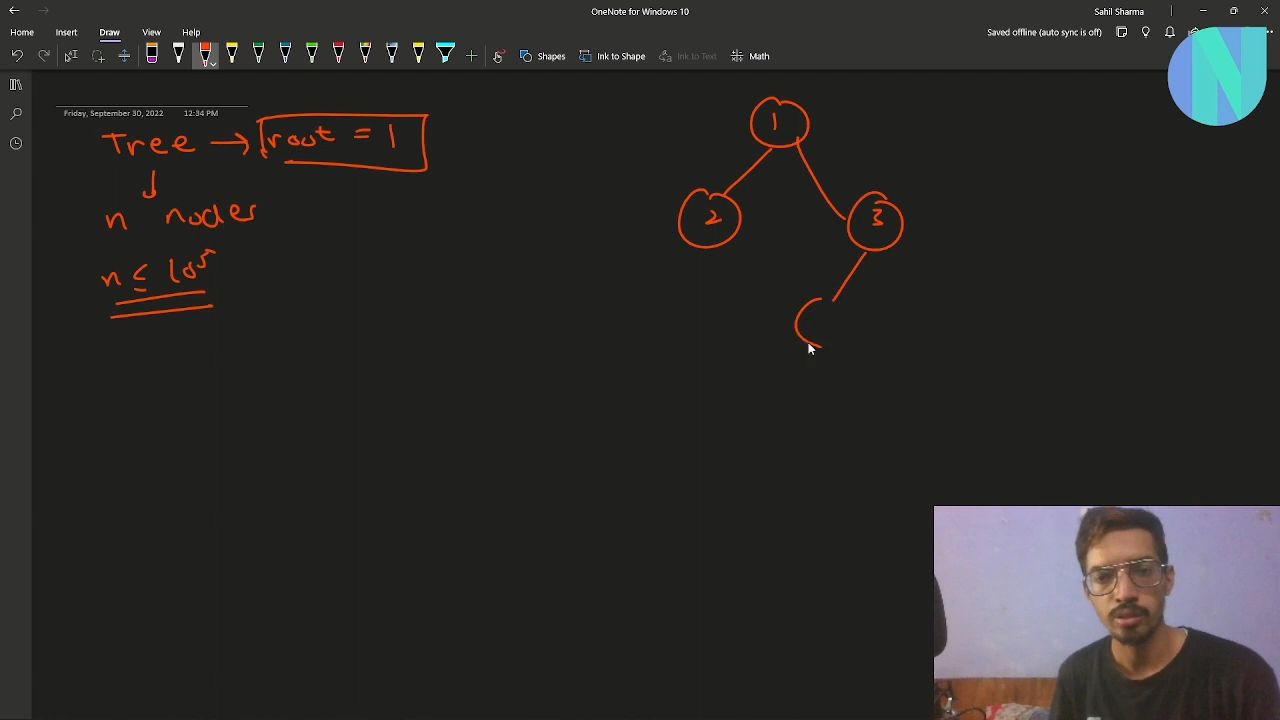 OneNote for Windows 10
Sahil Sharma
Home Insert Draw View Help
Saved offline (auto sync is off)
Shapes Ink to Shape Ink to Text Math
Friday, September 30, 2022 12:34 PM
Tree → root = 1
↓
n nodes
n ≤ 10⁵
1
2 3
N